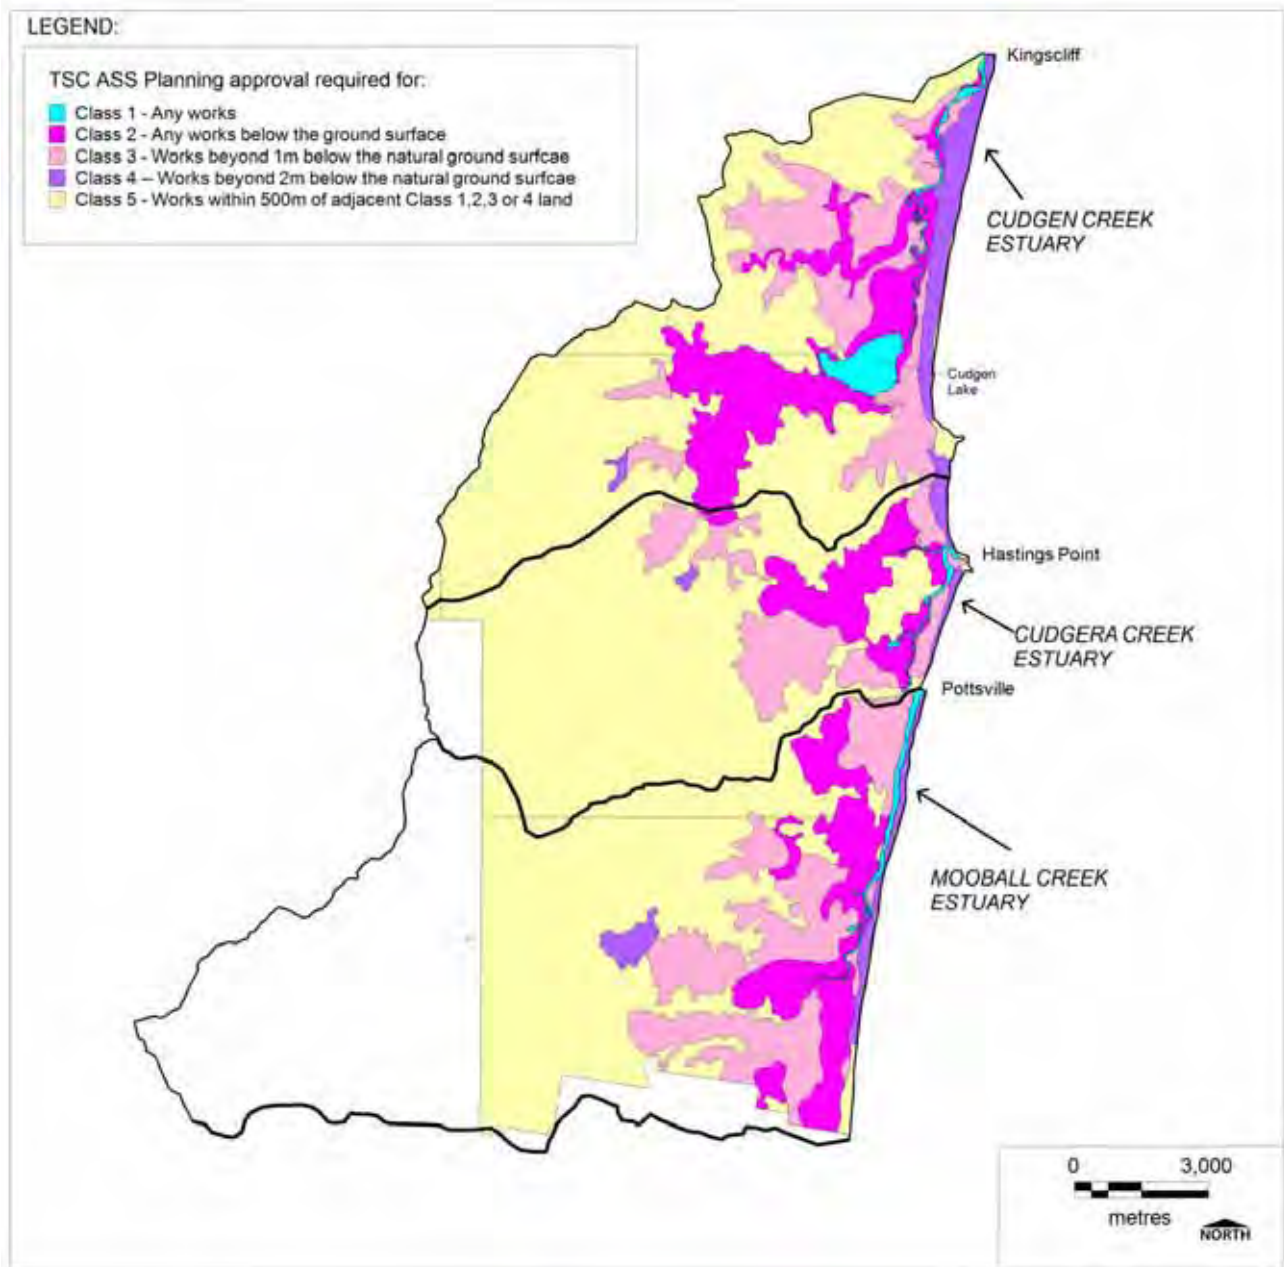 LEGEND:
TSC ASS Planning approval required for:
Class 1 - Any works
Class 2 - Any works below the ground surface
Class 3 - Works beyond 1m below the natural ground surfcae
Class 4 – Works beyond 2m below the natural ground surfcae
Class 5 - Works within 500m of adjacent Class 1,2,3 or 4 land
Kingscliff
CUDGEN CREEK
ESTUARY
Cudgen
Lake
Hastings Point
CUDGERA CREEK
ESTUARY
Pottsville
MOOBALL CREEK
ESTUARY
0 3,000
metres
NORTH